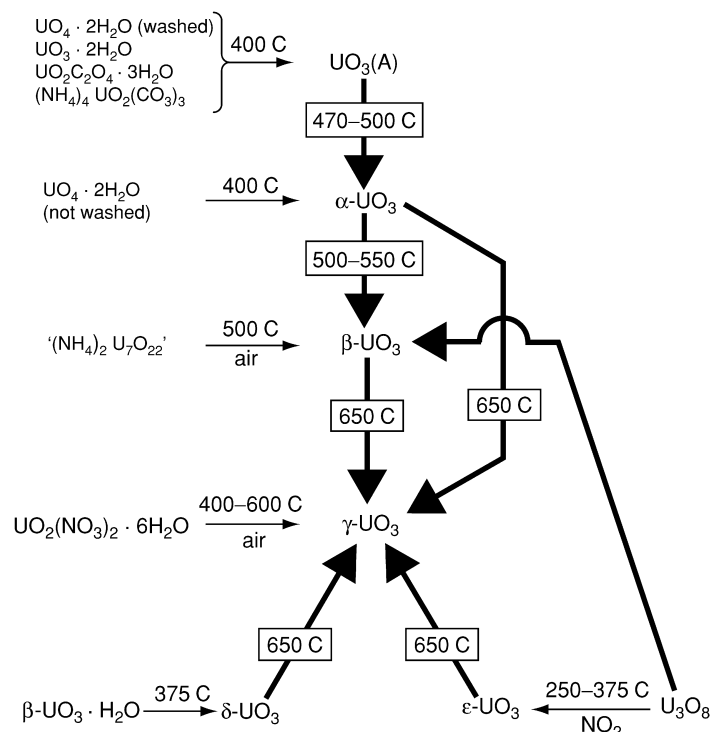 UO₄ · 2H₂O (washed)
UO₃ · 2H₂O
UO₂C₂O₄ · 3H₂O
(NH₄)₄ UO₂(CO₃)₃
400 C
UO₃(A)
470–500 C
UO₄ · 2H₂O
(not washed)
400 C
α-UO₃
500–550 C
‘(NH₄)₂ U₇O₂₂’
500 C
air
β-UO₃
650 C
650 C
UO₂(NO₃)₂ · 6H₂O
400–600 C
air
γ-UO₃
650 C
650 C
β-UO₃ · H₂O
375 C
δ-UO₃
ε-UO₃
250–375 C
NO₂
U₃O₈